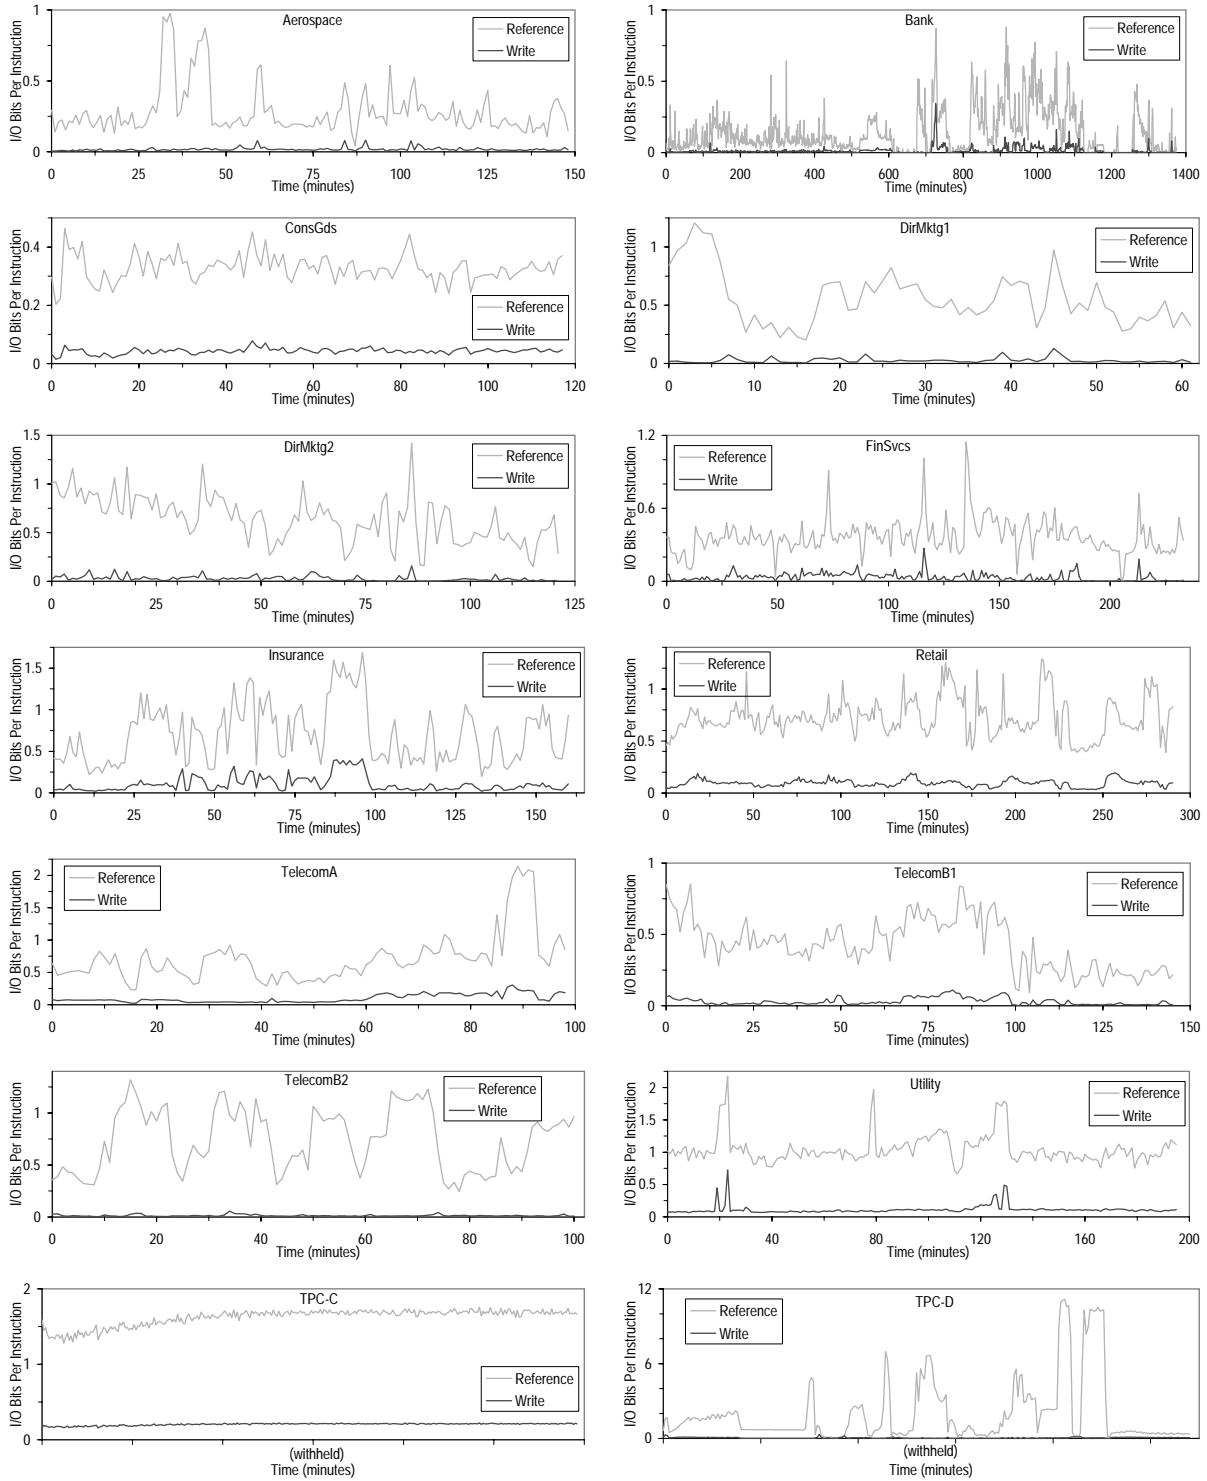 Aerospace
Reference
Write
I/O Bits Per Instruction
1
0.5
0
0 25 50 75 100 125 150
Time (minutes)
Bank
Reference
Write
I/O Bits Per Instruction
1
0.5
0
0 200 400 600 800 1000 1200 1400
Time (minutes)
ConsGds
Reference
Write
I/O Bits Per Instruction
0.4
0.2
0
0 20 40 60 80 100 120
Time (minutes)
DirMktg1
Reference
Write
I/O Bits Per Instruction
1
0.5
0
0 10 20 30 40 50 60
Time (minutes)
DirMktg2
Reference
Write
I/O Bits Per Instruction
1.5
1
0.5
0
0 25 50 75 100 125
Time (minutes)
FinSvcs
Reference
Write
I/O Bits Per Instruction
1.2
0.6
0
0 50 100 150 200
Time (minutes)
Insurance
Reference
Write
I/O Bits Per Instruction
1.5
1
0.5
0
0 25 50 75 100 125 150
Time (minutes)
Retail
Reference
Write
I/O Bits Per Instruction
1
0.5
0
0 50 100 150 200 250 300
Time (minutes)
TelecomA
Reference
Write
I/O Bits Per Instruction
2
1.5
1
0.5
0
0 20 40 60 80 100
Time (minutes)
TelecomB1
Reference
Write
I/O Bits Per Instruction
1
0.5
0
0 25 50 75 100 125 150
Time (minutes)
TelecomB2
Reference
Write
I/O Bits Per Instruction
1
0.5
0
0 20 40 60 80 100
Time (minutes)
Utility
Reference
Write
I/O Bits Per Instruction
2
1.5
1
0.5
0
0 40 80 120 160 200
Time (minutes)
TPC-C
Reference
Write
I/O Bits Per Instruction
2
1
0
(withheld)
Time (minutes)
TPC-D
Reference
Write
I/O Bits Per Instruction
12
6
0
(withheld)
Time (minutes)